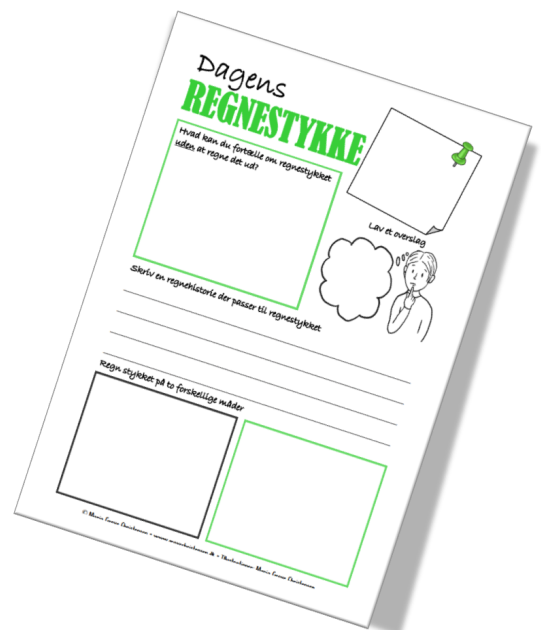 Dagens
REGNESTYKKE
Hvad kan du fortælle om regnestykket
uden at regne det ud?
Lav et overslag
Skriv en regnehistorie der passer til regnestykket
Regn stykket på to forskellige måder